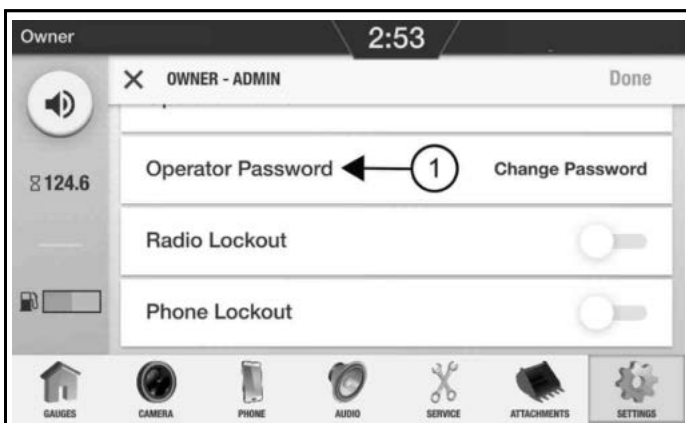 Owner
2:53
OWNER - ADMIN
Done
124.6
Operator Password
1
Change Password
Radio Lockout
Phone Lockout
GAUGES
CAMERA
PHONE
AUDIO
SERVICE
ATTACHMENTS
SETTINGS